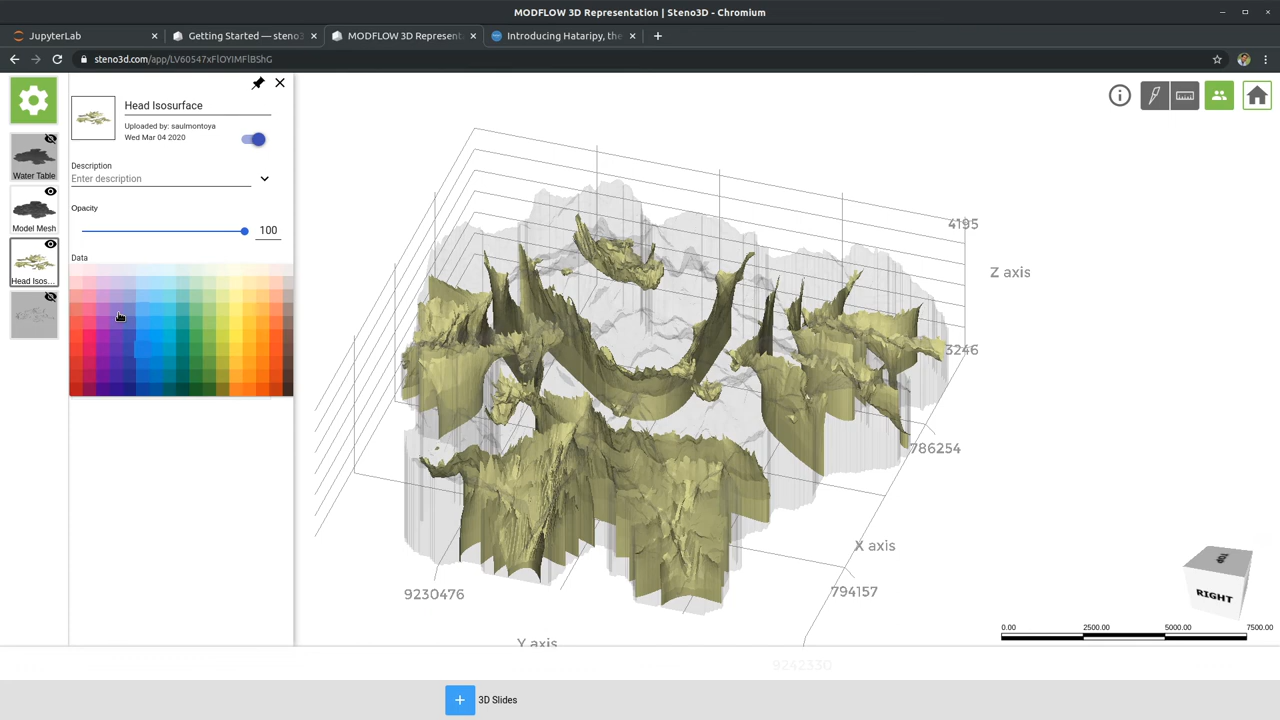 MODFLOW 3D Representation | Steno3D - Chromium
JupyterLab
Getting Started — steno3
MODFLOW 3D Represent
Introducing Hataripy, the
steno3d.com/app/LV60S47xFlOYIMFlBShG
Head Isosurface
Uploaded by: saulmontoya
Wed Mar 04 2020
Water Table
Description
Enter description
Model Mesh
Opacity
100
Head Isos...
Data
4195
Z axis
3246
786254
X axis
794157
9230476
Y axis
9242330
RIGHT
0.00 2500.00 5000.00 7500.00
3D Slides